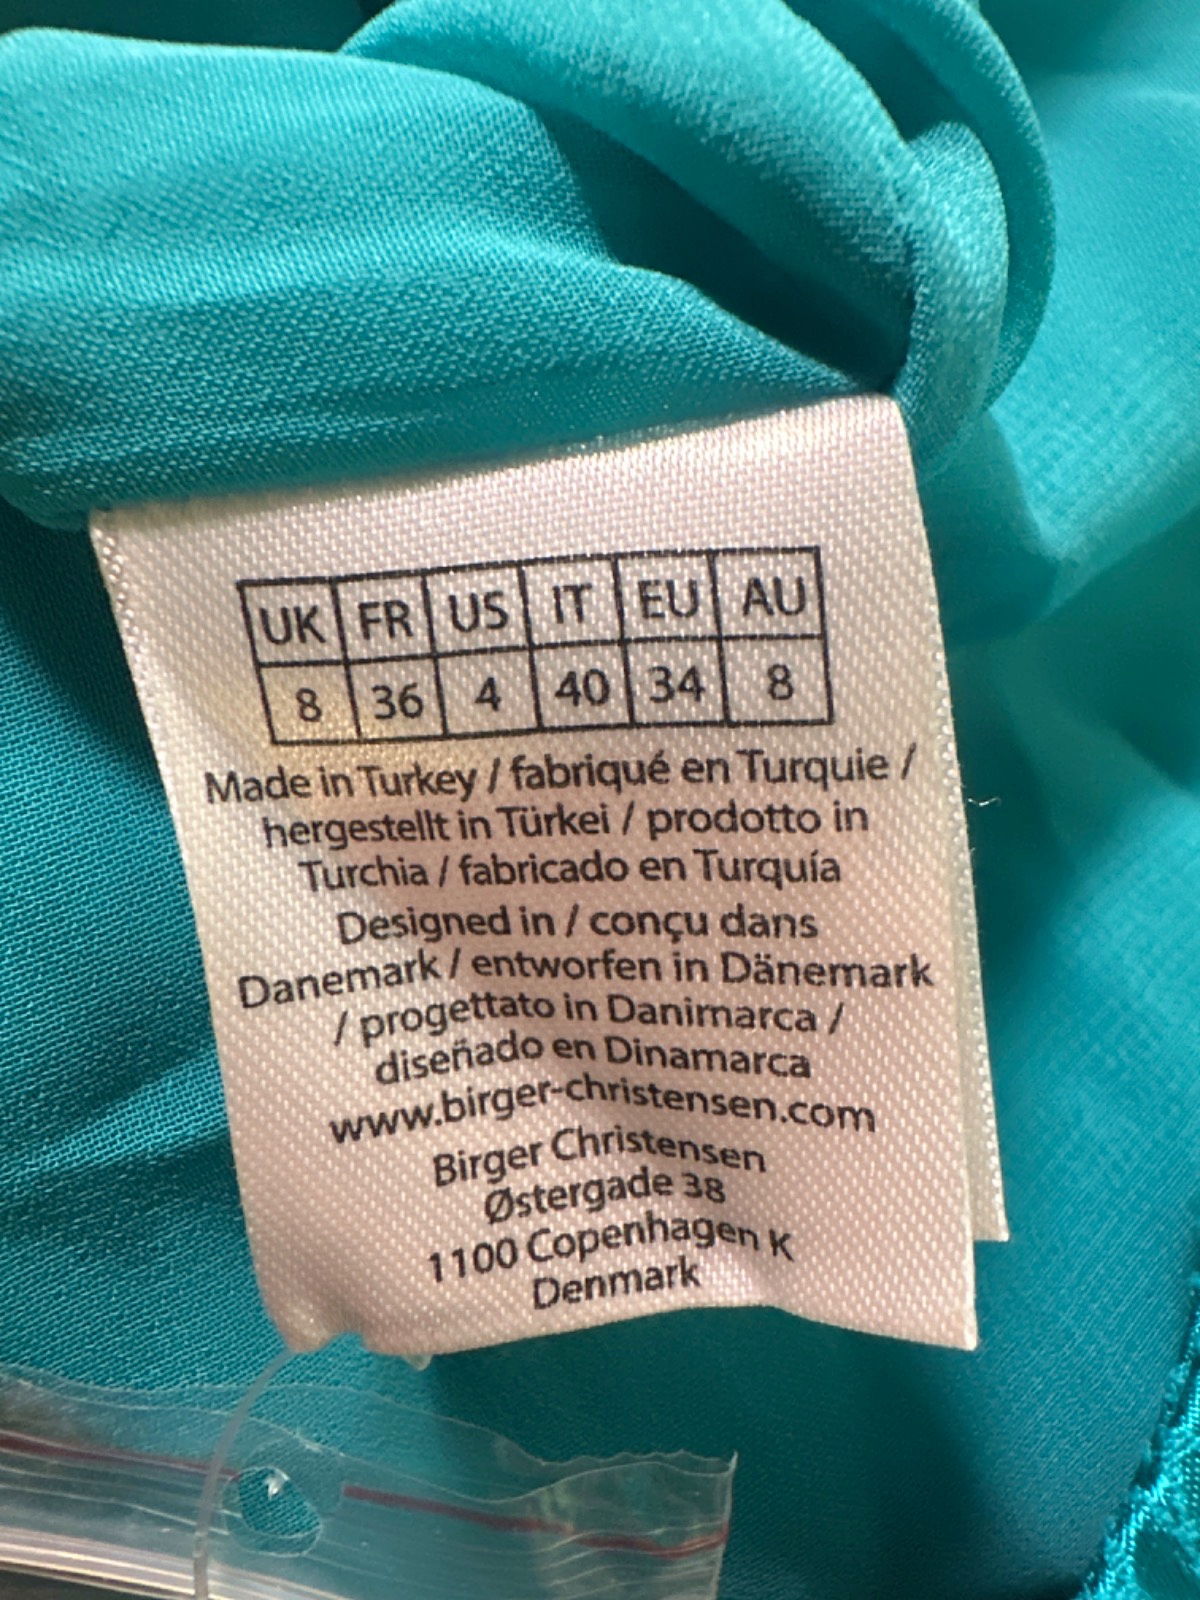 UK FR US IT EU AU
8 36 4 40 34 8
Made in Turkey / fabriqué en Turquie /
hergestellt in Türkei / prodotto in
Turchia / fabricado en Turquía
Designed in / conçu dans
Danemark / entworfen in Dänemark
/ progettato in Danimarca /
diseñado en Dinamarca
www.birger-christensen.com
Birger Christensen
Østergade 38
1100 Copenhagen K
Denmark